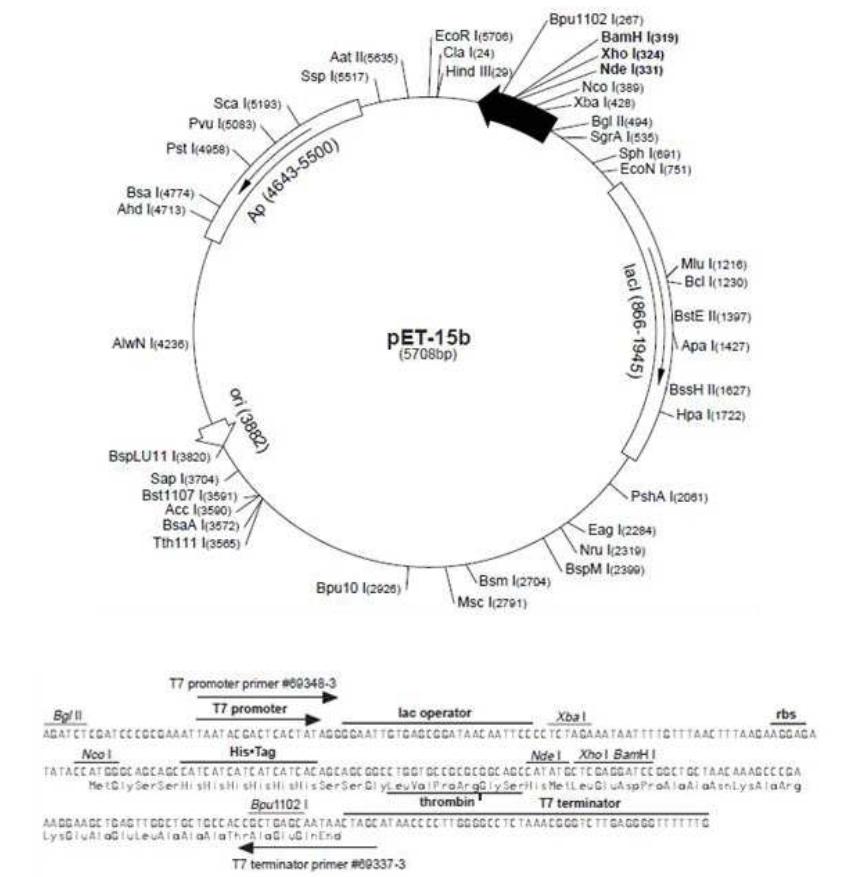 Bpu1102 I(267)
EcoR I(5706)
BamH I(319)
Cla I(24)
Xho I(324)
Aat II(5635)
Hind III(29)
Nde I(331)
Ssp I(5517)
Nco I(389)
Sca I(5193)
Xba I(428)
Pvu I(5083)
Bgl II(494)
SgrA I(535)
Pst I(4958)
Sph I(691)
EcoN I(751)
Bsa I(4774)
Ahd I(4713)
Ap (4643-5500)
Mlu I(1216)
Bcl I(1230)
lacI (866-1945)
BstE II(1397)
pET-15b
(5708bp)
AlwN I(4236)
Apa I(1427)
BssH II(1627)
Hpa I(1722)
ori (3882)
BspLU11 I(3820)
Sap I(3704)
Bst1107 I(3591)
Acc I(3590)
BsaA I(3572)
Tth111 I(3565)
PshA I(2061)
Eag I(2284)
Nru I(2319)
BspM I(2399)
Bsm I(2704)
Bpu10 I(2926)
Msc I(2791)
T7 promoter primer #69348-3
Bgl II
T7 promoter
lac operator
Xba I
rbs
AGATCTCGATCCCGCGAAATTAATACGACTCACTATAGGGGAATTGTGAGCGGATAACAATTCCCCTCTAGAAATAATTTTGTTTAACTTTAAGAAGGAGA
Nco I
His•Tag
Nde I
Xho I
BamH I
TATACCATGGGCAGCAGCCATCATCATCATCATCACAGCAGCGGCCTGGTGCCGCGCGGCAGCCATATGCTCGAGGATCCGGCTGCTAACAAAGCCCGA
MetGlySerSerHisHisHisHisHisHisSerSerGlyLeuValProArgGlySerHisMetLeuGluAspProAlaAlaAsnLysAlaArg
Bpu1102 I
thrombin
T7 terminator
AAGGAAGCTGAGTTGGCTGCTGCCACCGCTGAGCAATAACTAGCATAACCCCTTGGGGCCTCTAAACGGGTCTTGAGGGGTTTTTTG
LysGluAlaGluLeuAlaAlaAlaThrAlaGluGlnEnd
T7 terminator primer #69337-3